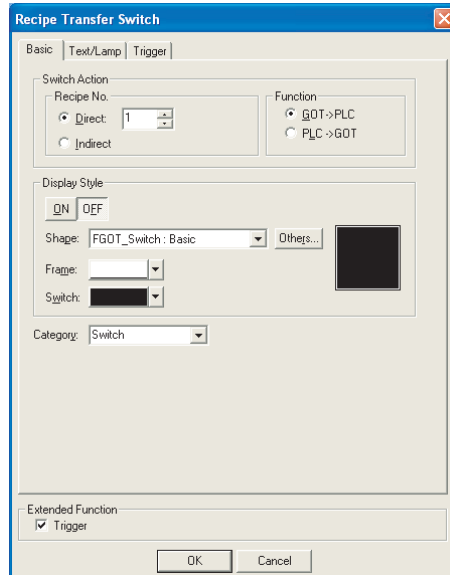 Recipe Transfer Switch
Basic Text/Lamp Trigger
Switch Action
Recipe No.
Direct: 1
Indirect
Function
GOT->PLC
PLC ->GOT
Display Style
ON OFF
Shape: FGOT_Switch : Basic Others...
Frame:
Switch:
Category: Switch
Extended Function
Trigger
OK Cancel